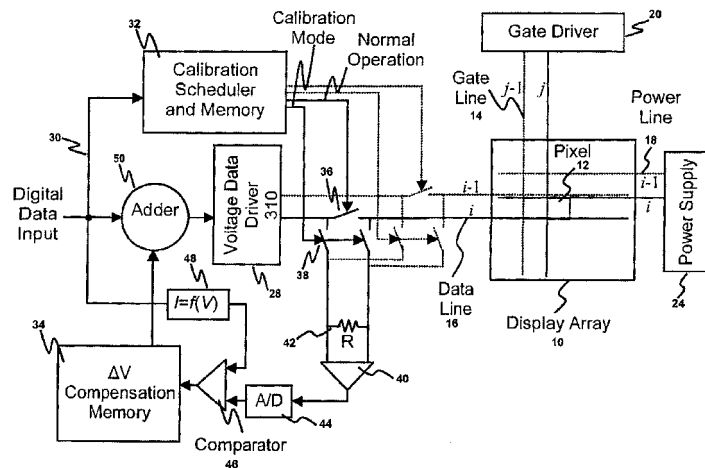 Calibration
Mode
Normal
Operation
32
Calibration
Scheduler
and Memory
20
Gate Driver
Gate
Line
14
j-1
j
Power
Line
18
30
50
Digital
Data
Input
Adder
Voltage Data
Driver
310
28
36
38
i-1
i
Pixel
12
i-1
i
Power Supply
24
Data
Line
16
Display Array
10
48
I=f(V)
34
ΔV
Compensation
Memory
42
R
40
A/D
44
Comparator
46